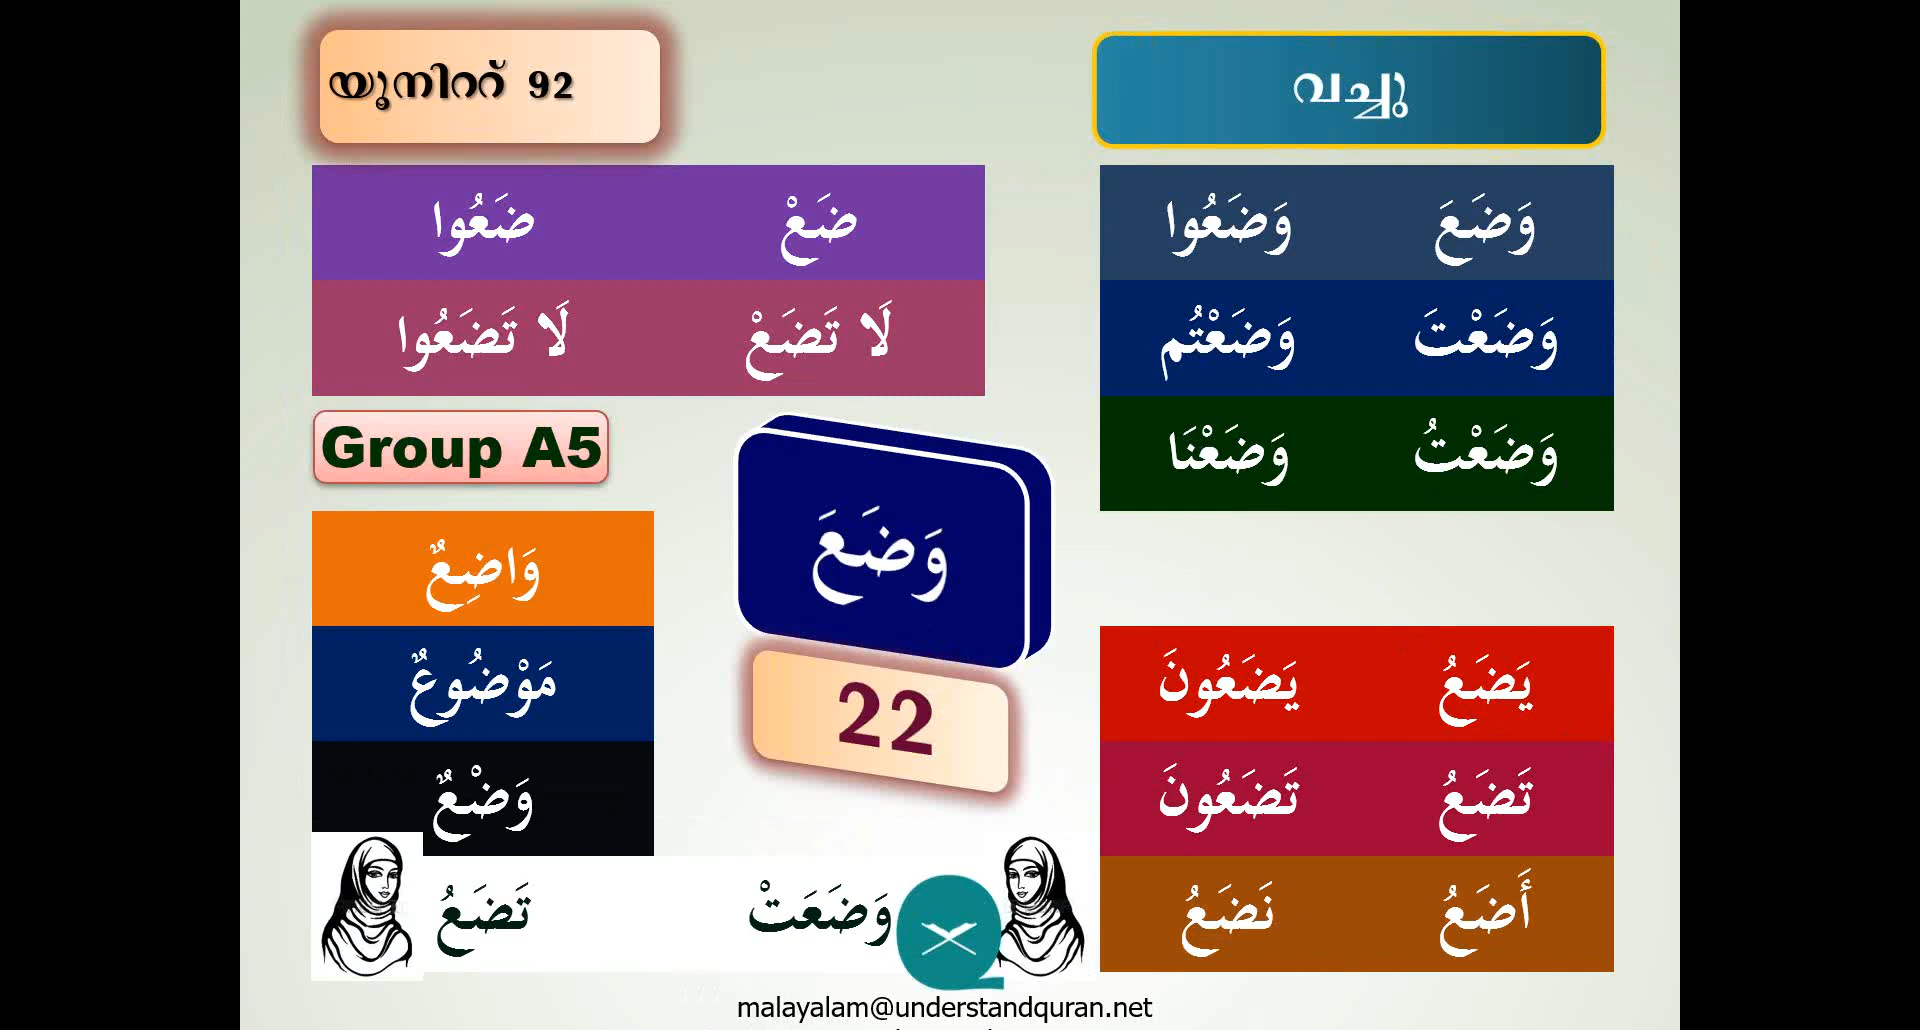 യൂനിററ് 92
വച്ചു
وَضَعَ وَضَعُوا
وَضَعْتَ وَضَعْتُم
وَضَعْتُ وَضَعْنَا
ضَعْ ضَعُوا
لَا تَضَعْ لَا تَضَعُوا
Group A5
وَضَعَ
22
وَاضِعٌ
مَوْضُوعٌ
وَضْعٌ
يَضَعُ يَضَعُونَ
تَضَعُ تَضَعُونَ
أَضَعُ نَضَعُ
وَضَعَتْ تَضَعُ
malayalam@understandquran.net